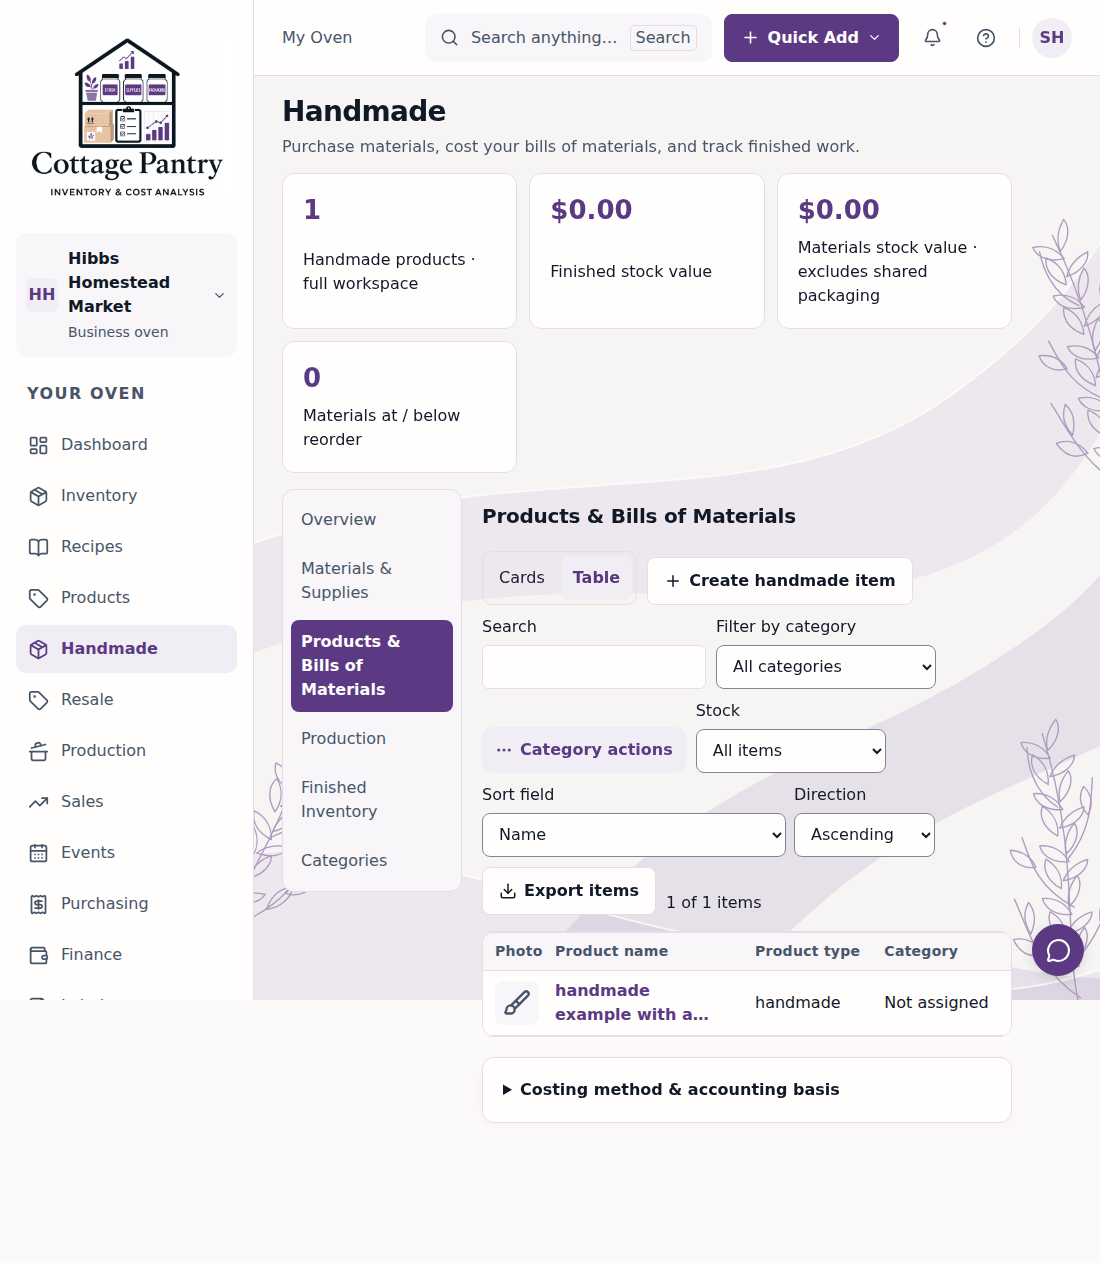 Cottage Pantry
INVENTORY & COST ANALYSIS
My Oven
Search anything...
Search
Quick Add
SH
HH
Hibbs
Homestead
Market
Business oven
YOUR OVEN
Dashboard
Inventory
Recipes
Products
Handmade
Resale
Production
Sales
Events
Purchasing
Finance
Handmade
Purchase materials, cost your bills of materials, and track finished work.
1
Handmade products ·
full workspace
$0.00
Finished stock value
$0.00
Materials stock value ·
excludes shared
packaging
0
Materials at / below
reorder
Overview
Materials &
Supplies
Products &
Bills of
Materials
Production
Finished
Inventory
Categories
Products & Bills of Materials
Cards
Table
Create handmade item
Search
Filter by category
All categories
Category actions
Stock
All items
Sort field
Direction
Name
Ascending
Export items
1 of 1 items
Photo Product name Product type Category
handmade
example with a...
handmade
Not assigned
Costing method & accounting basis